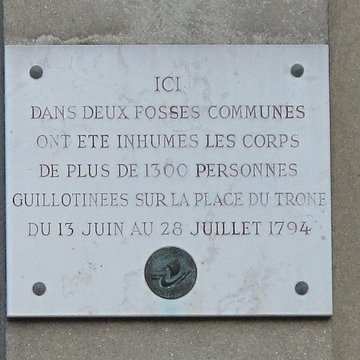 ICI
DANS DEUX FOSSES COMMUNES
ONT ETE INHUMES LES CORPS
DE PLUS DE 1300 PERSONNES
GUILLOTINEES SUR LA PLACE DU TRONE
DU 13 JUIN AU 28 JUILLET 1794